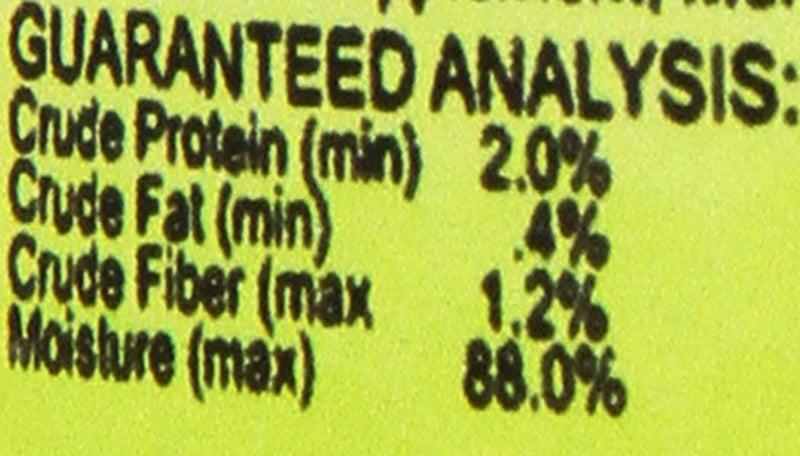 GUARANTEED ANALYSIS:
Crude Protein (min) 2.0%
Crude Fat (min) .4%
Crude Fiber (max 1.2%
Moisture (max) 88.0%